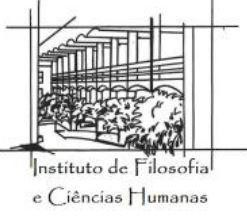 Instituto de Filosofia
e Ciências Humanas